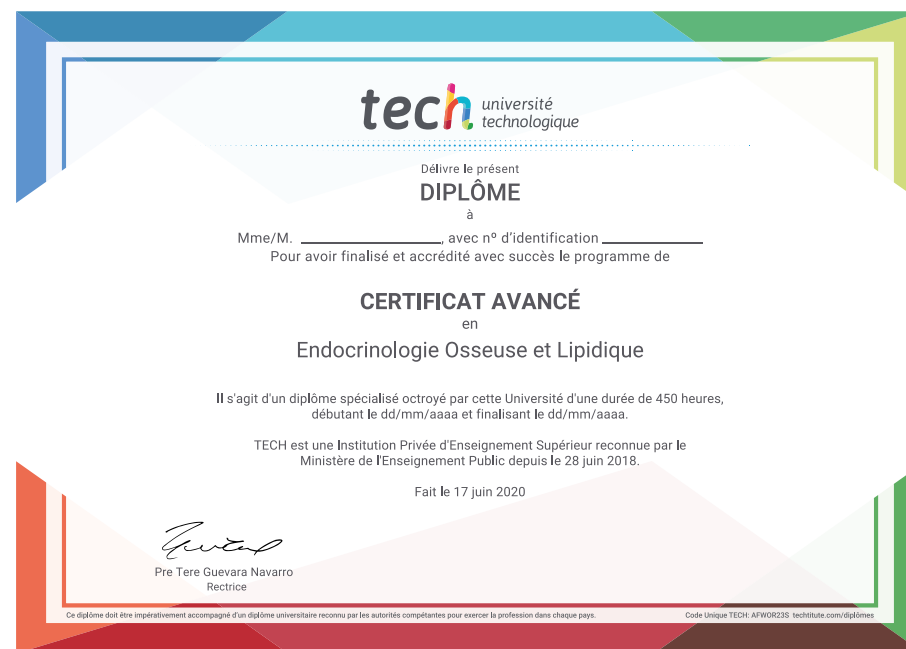 tech université
technologique
Délivre le présent
DIPLÔME
à
Mme/M. ____________________, avec nº d'identification ______________
Pour avoir finalisé et accrédité avec succès le programme de
CERTIFICAT AVANCÉ
en
Endocrinologie Osseuse et Lipidique
Il s'agit d'un diplôme spécialisé octroyé par cette Université d'une durée de 450 heures,
débutant le dd/mm/aaaa et finalisant le dd/mm/aaaa.
TECH est une Institution Privée d'Enseignement Supérieur reconnue par le
Ministère de l'Enseignement Public depuis le 28 juin 2018.
Fait le 17 juin 2020
Pre Tere Guevara Navarro
Rectrice
Ce diplôme doit être impérativement accompagné d'un diplôme universitaire reconnu par les autorités compétentes pour exercer la profession dans chaque pays.
Code Unique TECH: AFWOR23S techtitute.com/diplômes